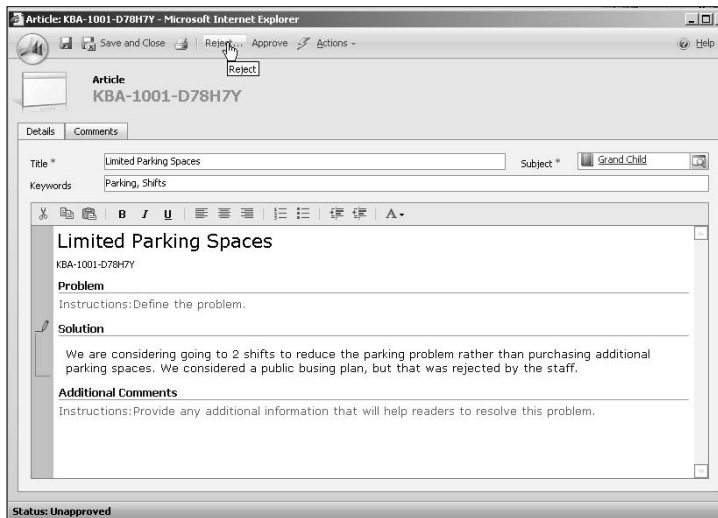 Article: KBA-1001-D78H7Y - Microsoft Internet Explorer
Save and Close Reject... Approve Actions Help
Reject
Article
KBA-1001-D78H7Y
Details Comments
Title * Limited Parking Spaces Subject * Grand Child
Keywords Parking, Shifts
B I U A
Limited Parking Spaces
KBA-1001-D78H7Y
Problem
Instructions:Define the problem.
Solution
We are considering going to 2 shifts to reduce the parking problem rather than purchasing additional
parking spaces. We considered a public busing plan, but that was rejected by the staff.
Additional Comments
Instructions:Provide any additional information that will help readers to resolve this problem.
Status: Unapproved